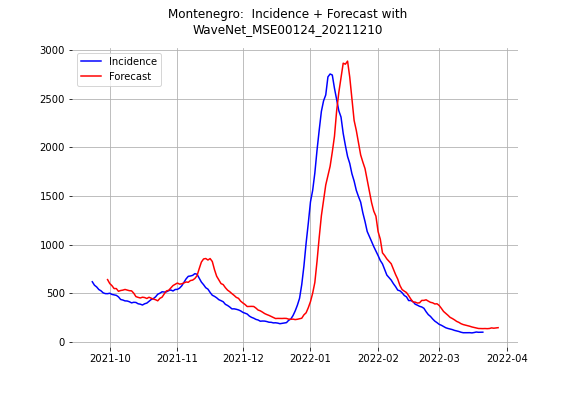 Montenegro:  Incidence + Forecast with
WaveNet_MSE00124_20211210
Incidence
Forecast
3000
2500
2000
1500
1000
500
0
2021-10 2021-11 2021-12 2022-01 2022-02 2022-03 2022-04